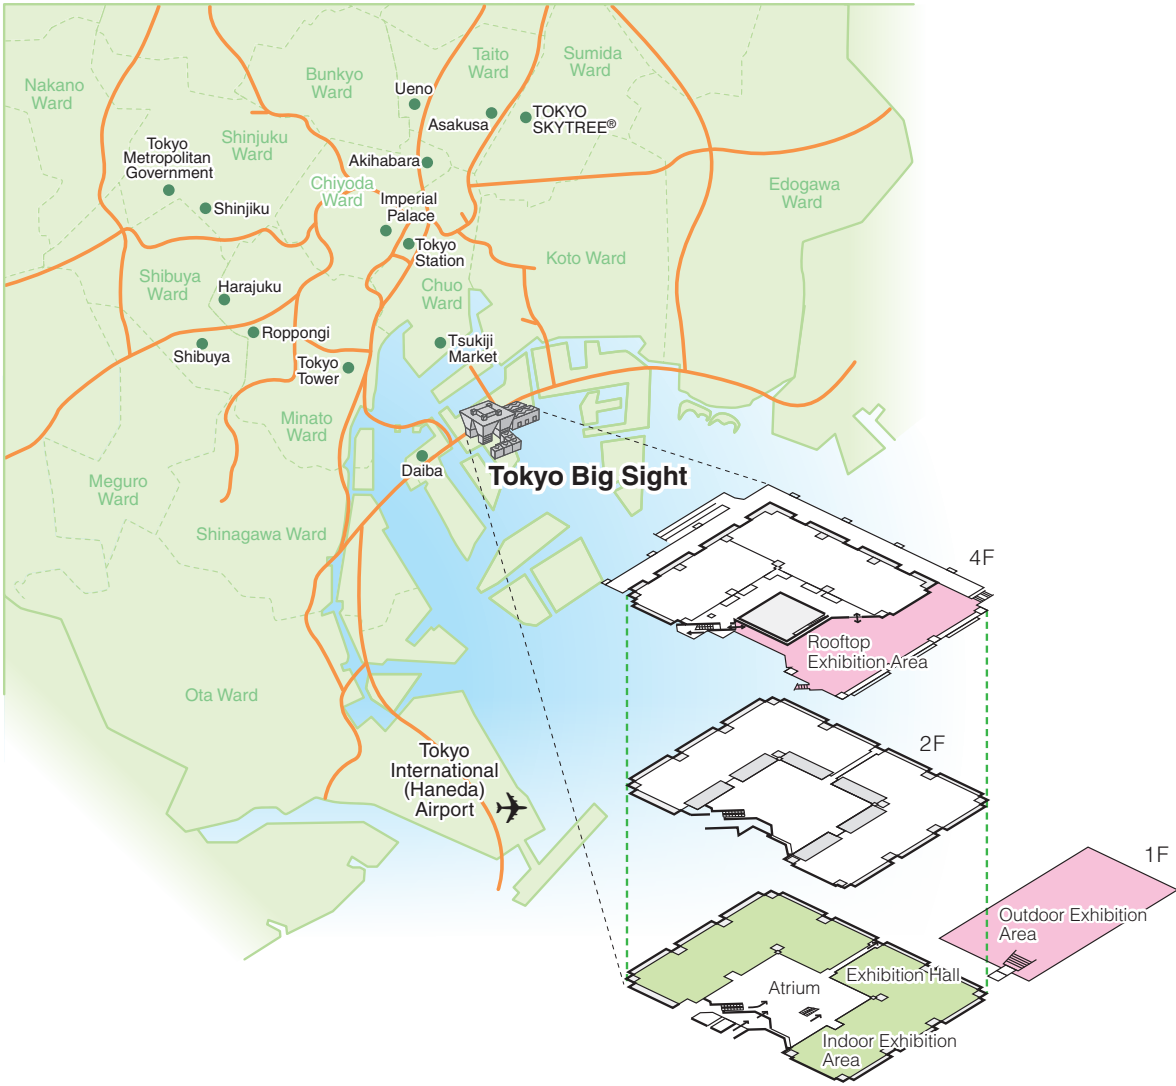 Nakano
Ward
Bunkyo
Ward
Taito
Ward
Sumida
Ward
Ueno
Asakusa
TOKYO
SKYTREE®
Tokyo
Metropolitan
Government
Shinjuku
Ward
Akihabara
Chiyoda
Ward
Imperial
Palace
Edogawa
Ward
Shinjiku
Tokyo
Station
Koto Ward
Shibuya
Ward
Harajuku
Chuo
Ward
Roppongi
Shibuya
Tokyo
Tower
Tsukiji
Market
Minato
Ward
Daiba
Tokyo Big Sight
Meguro
Ward
Shinagawa Ward
4F
Rooftop
Exhibition Area
Ota Ward
2F
Tokyo
International
(Haneda)
Airport
1F
Outdoor Exhibition
Area
Exhibition Hall
Atrium
Indoor Exhibition
Area